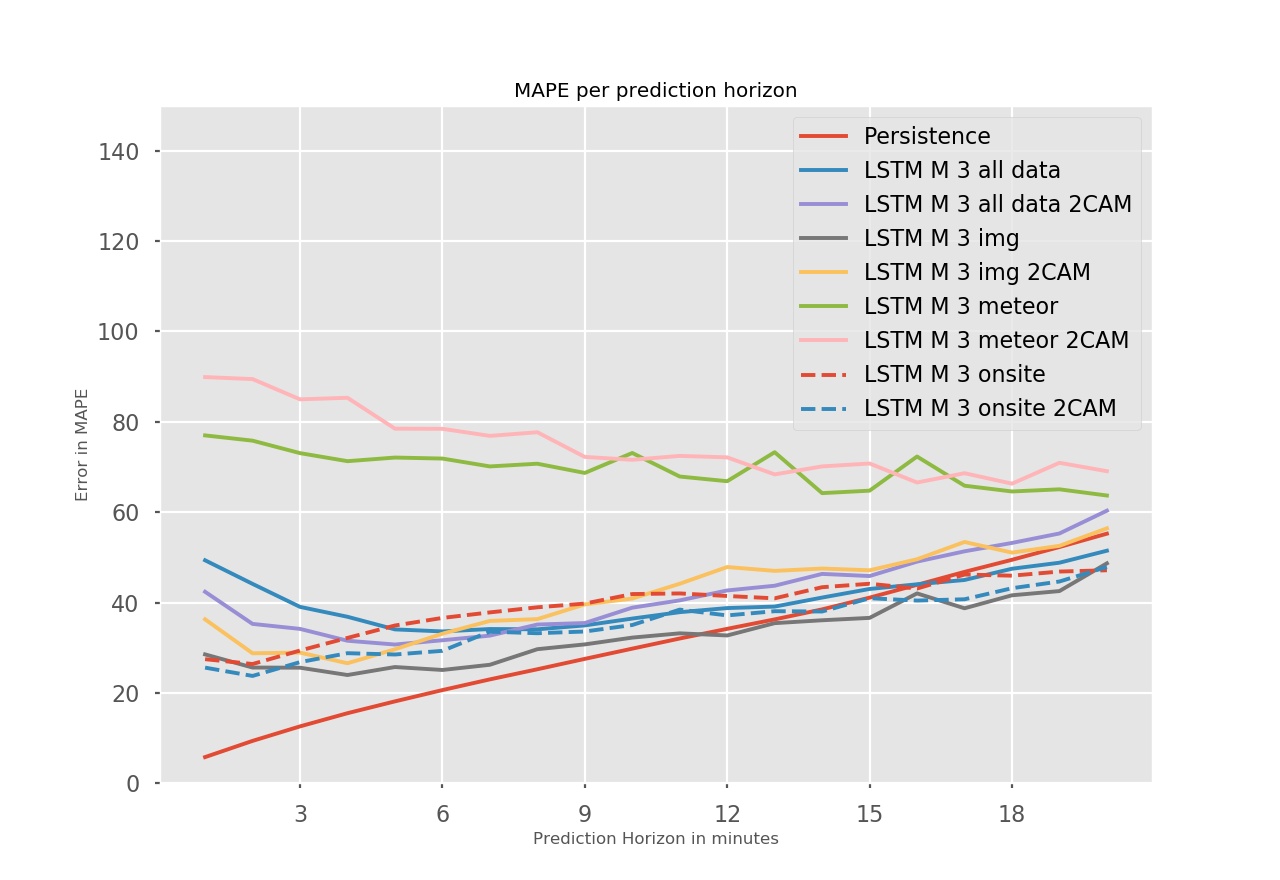 MAPE per prediction horizon
Persistence
LSTM M 3 all data
LSTM M 3 all data 2CAM
LSTM M 3 img
LSTM M 3 img 2CAM
LSTM M 3 meteor
LSTM M 3 meteor 2CAM
LSTM M 3 onsite
LSTM M 3 onsite 2CAM
Error in MAPE
140
120
100
80
60
40
20
0
3 6 9 12 15 18
Prediction Horizon in minutes